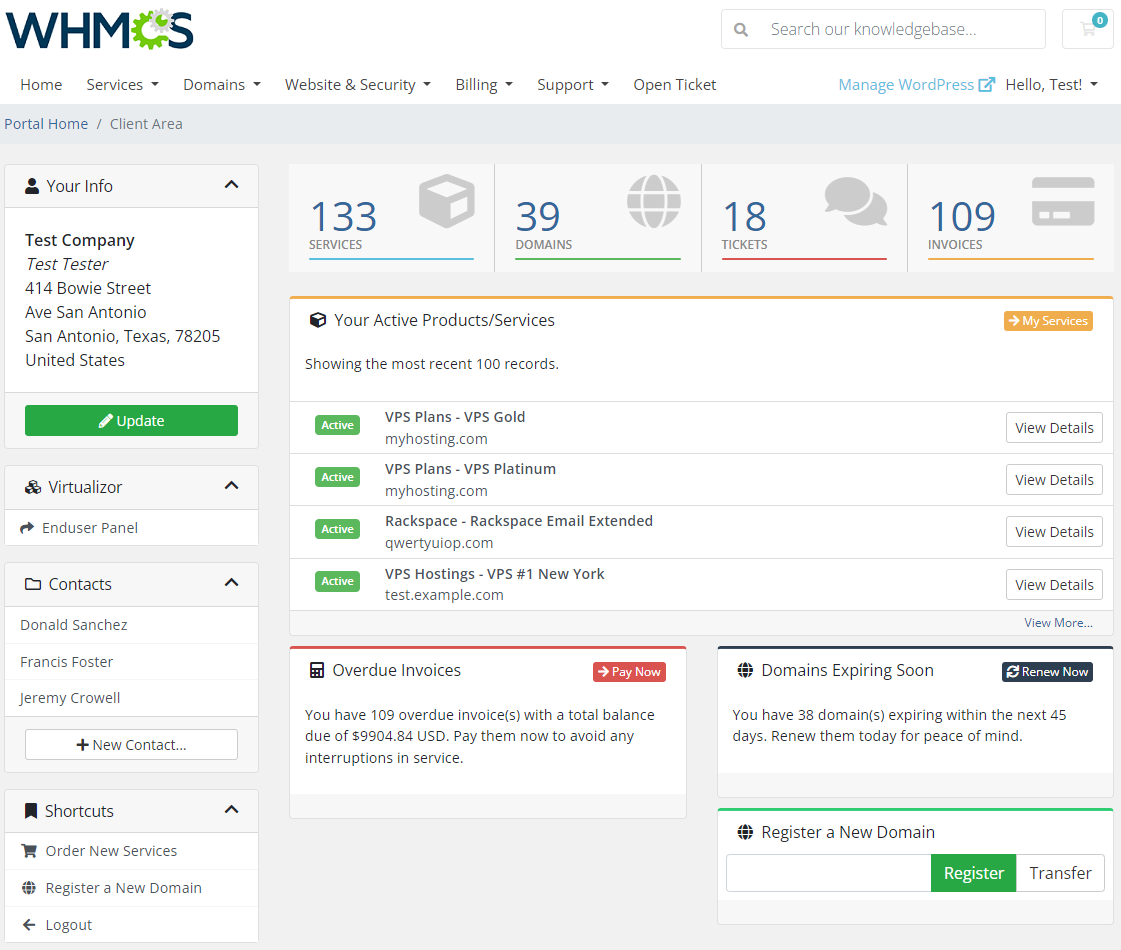 WHMCS
Search our knowledgebase...
0
Home Services Domains Website & Security Billing Support Open Ticket Manage WordPress Hello, Test!
Portal Home / Client Area
Your Info
Test Company
Test Tester
414 Bowie Street
Ave San Antonio
San Antonio, Texas, 78205
United States
Update
Virtualizor
Enduser Panel
Contacts
Donald Sanchez
Francis Foster
Jeremy Crowell
New Contact...
Shortcuts
Order New Services
Register a New Domain
Logout
133
SERVICES
39
DOMAINS
18
TICKETS
109
INVOICES
Your Active Products/Services
My Services
Showing the most recent 100 records.
Active
VPS Plans - VPS Gold
myhosting.com
View Details
Active
VPS Plans - VPS Platinum
myhosting.com
View Details
Active
Rackspace - Rackspace Email Extended
qwertyuiop.com
View Details
Active
VPS Hostings - VPS #1 New York
test.example.com
View Details
View More...
Overdue Invoices
Pay Now
You have 109 overdue invoice(s) with a total balance
due of $9904.84 USD. Pay them now to avoid any
interruptions in service.
Domains Expiring Soon
Renew Now
You have 38 domain(s) expiring within the next 45
days. Renew them today for peace of mind.
Register a New Domain
Register
Transfer